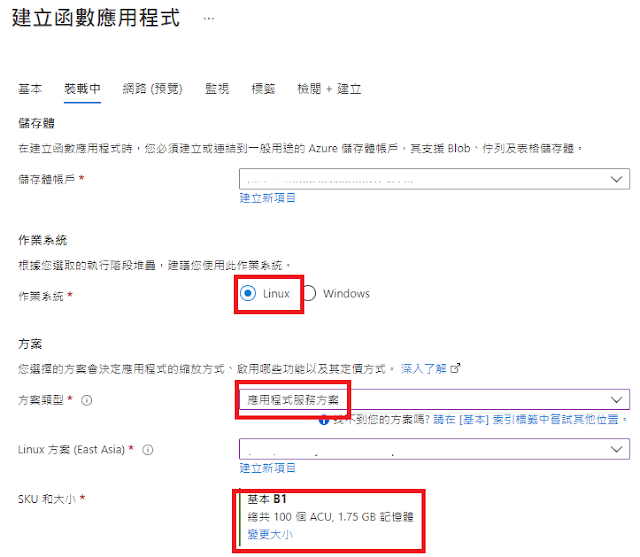 建立函數應用程式 ...
基本 裝載中 網路 (預覽) 監視 標籤 檢閱 + 建立
儲存體
在建立函數應用程式時，您必須建立或連結到一般用途的 Azure 儲存體帳戶，其支援 Blob、佇列及表格儲存體。
儲存體帳戶 *
建立新項目
作業系統
根據您選取的執行階段堆疊，建議您使用此作業系統。
作業系統 * Linux Windows
方案
您選擇的方案會決定應用程式的縮放方式、啟用哪些功能以及其定價方式。 深入了解
方案類型 * 應用程式服務方案
找不到您的方案嗎? 請在 [基本] 索引標籤中嘗試其他位置。
Linux 方案 (East Asia) *
建立新項目
SKU 和大小 * 基本 B1
總共 100 個 ACU, 1.75 GB 記憶體
變更大小